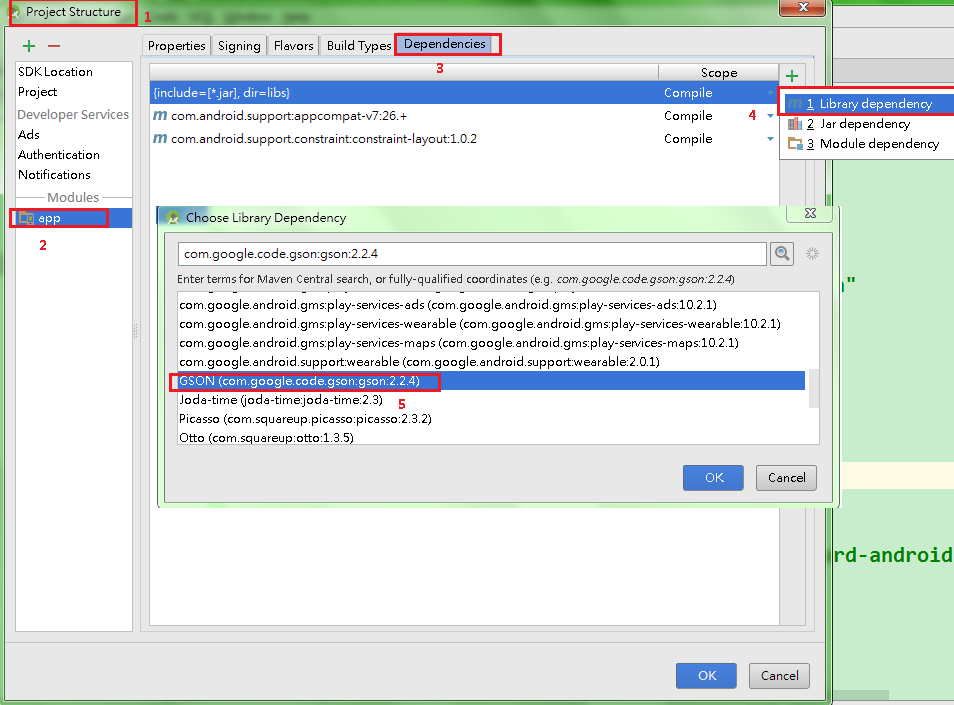 Project Structure
1
Properties
Signing
Flavors
Build Types
Dependencies
3
SDK Location
Project
Developer Services
Ads
Authentication
Notifications
Modules
app
2
Scope
{include=[*.jar], dir=libs}
Compile
m com.android.support:appcompat-v7:26.+
Compile
m com.android.support.constraint:constraint-layout:1.0.2
Compile
4
m 1 Library dependency
2 Jar dependency
3 Module dependency
Choose Library Dependency
com.google.code.gson:gson:2.2.4
Enter terms for Maven Central search, or fully-qualified coordinates (e.g. com.google.code.gson:gson:2.2.4)
com.google.android.gms:play-services-ads (com.google.android.gms:play-services-ads:10.2.1)
com.google.android.gms:play-services-wearable (com.google.android.gms:play-services-wearable:10.2.1)
com.google.android.gms:play-services-maps (com.google.android.gms:play-services-maps:10.2.1)
com.google.android.support:wearable (com.google.android.support:wearable:2.0.1)
GSON (com.google.code.gson:gson:2.2.4)
Joda-time (joda-time:joda-time:2.3)
5
Picasso (com.squareup.picasso:picasso:2.3.2)
Otto (com.squareup:otto:1.3.5)
OK
Cancel
rd-android
OK
Cancel